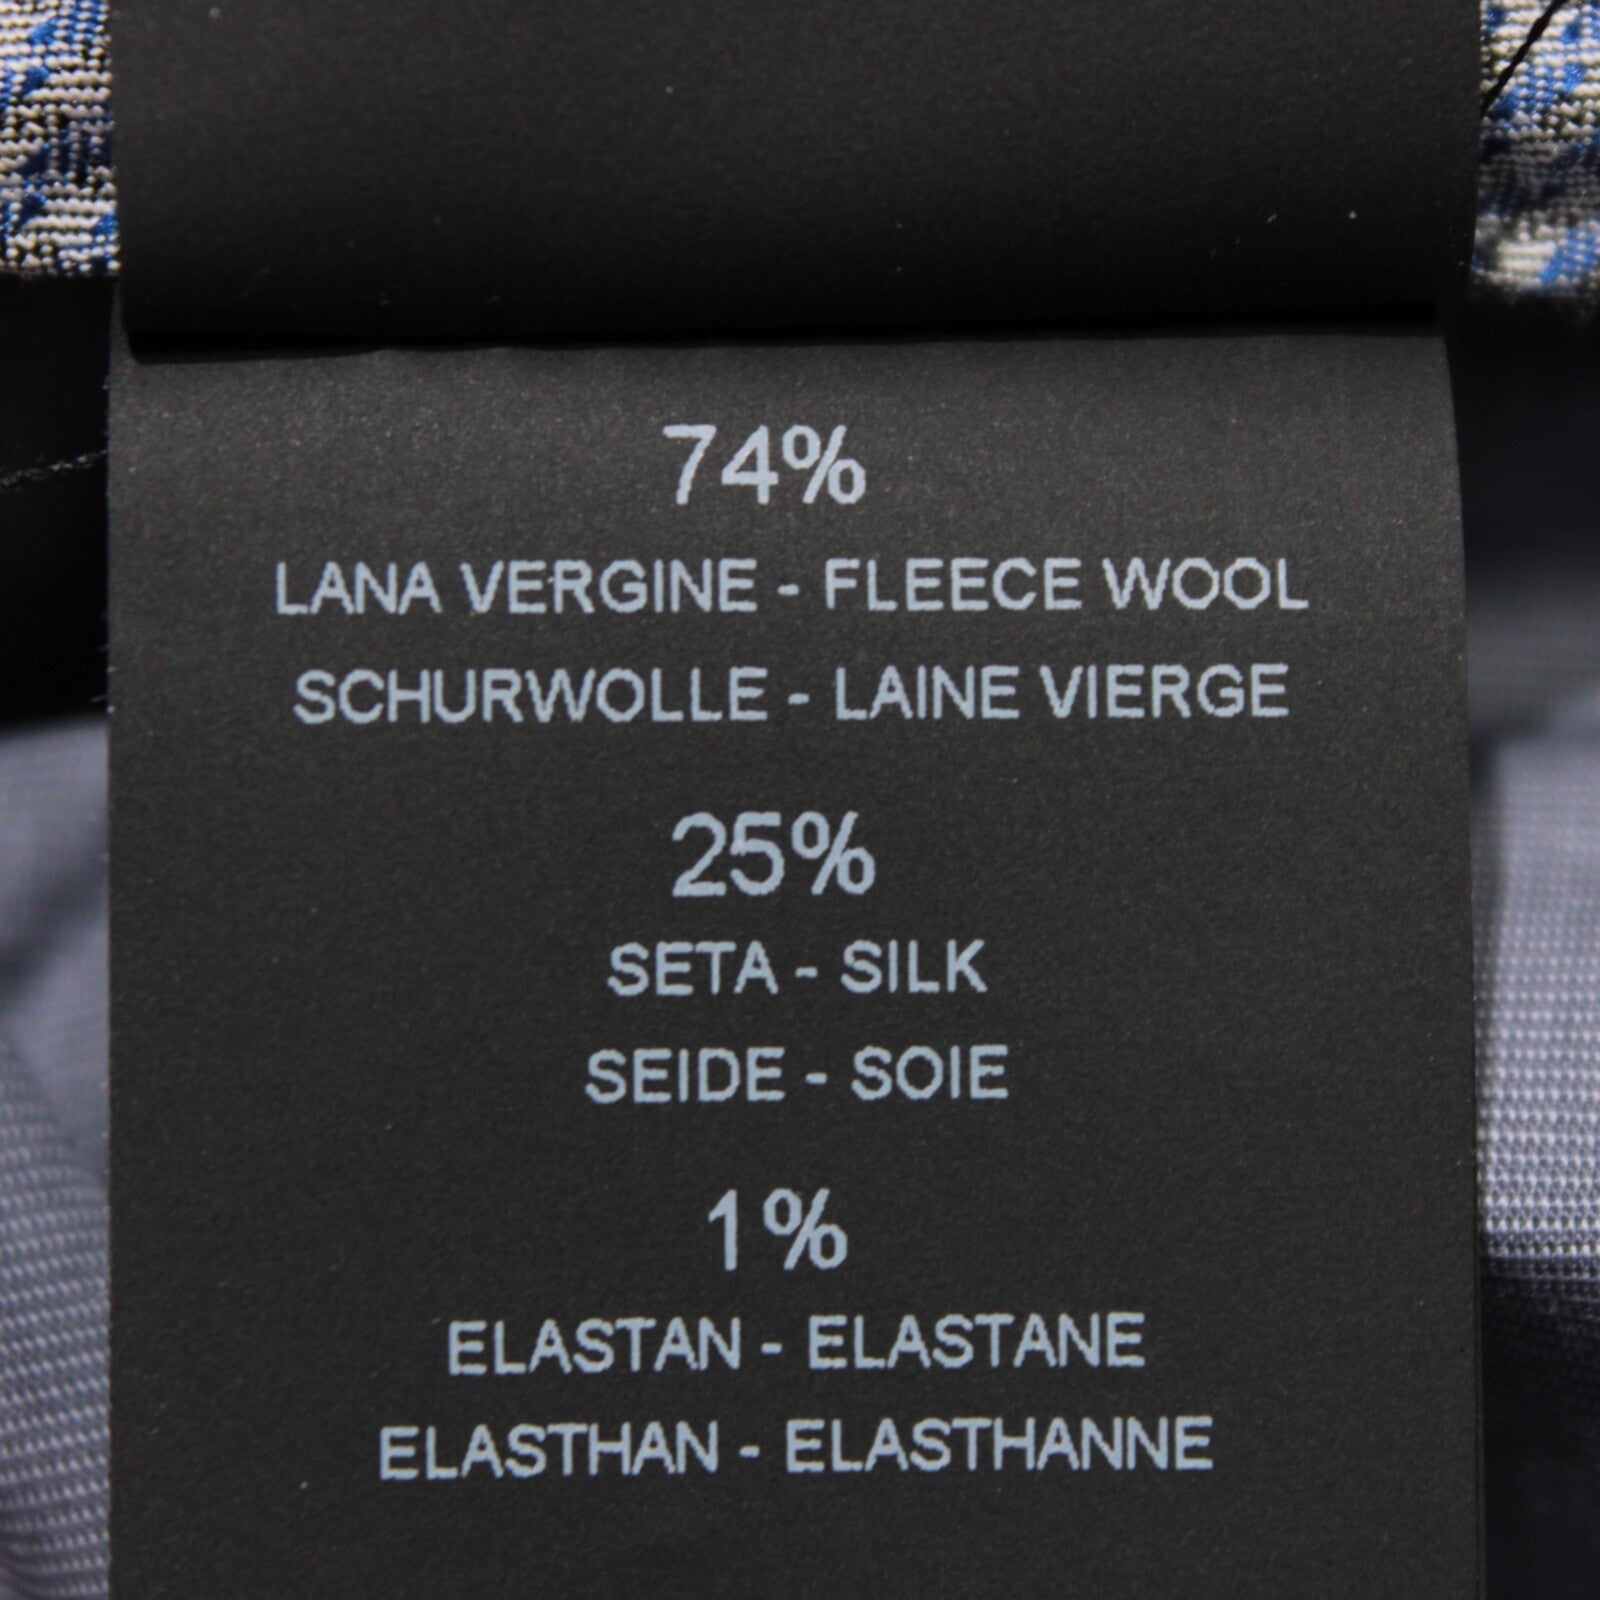 74%
LANA VERGINE - FLEECE WOOL
SCHURWOLLE - LAINE VIERGE
25%
SETA - SILK
SEIDE - SOIE
1%
ELASTAN - ELASTANE
ELASTHAN - ELASTHANNE